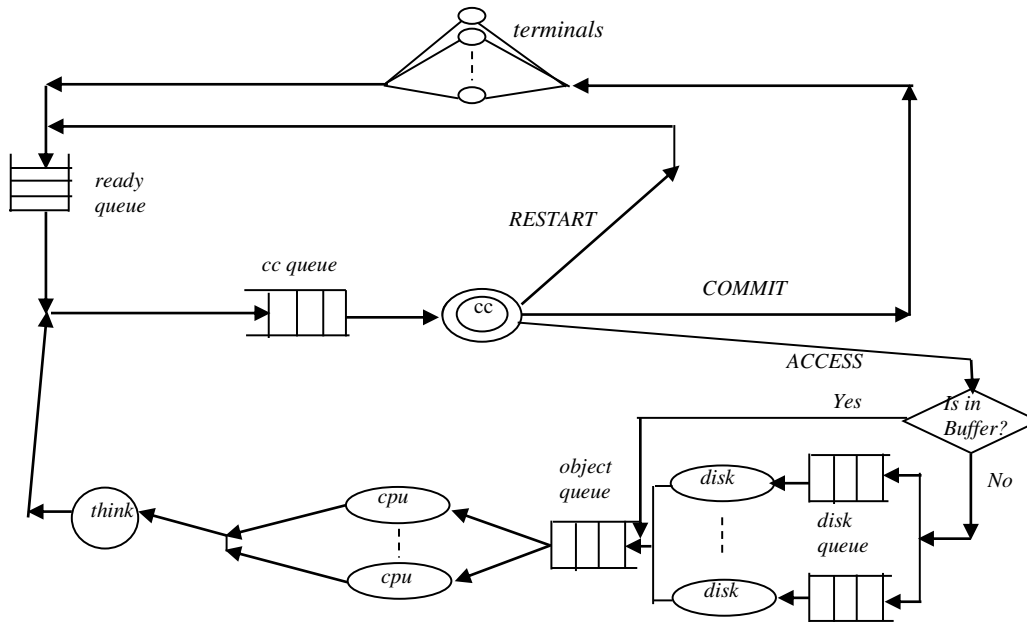 terminals
ready
queue
RESTART
cc queue
cc
COMMIT
ACCESS
Yes
Is in
Buffer?
No
object
queue
disk
disk
queue
cpu
think
cpu
disk